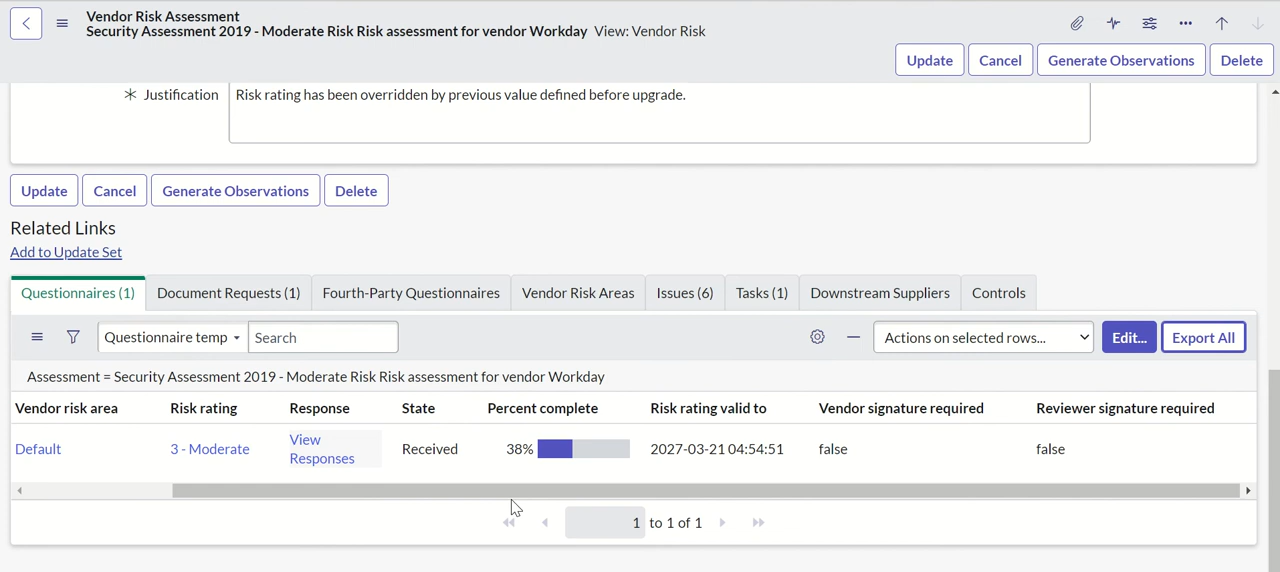 Vendor Risk Assessment
Security Assessment 2019 - Moderate Risk Risk assessment for vendor Workday View: Vendor Risk
Update Cancel Generate Observations Delete
Justification Risk rating has been overridden by previous value defined before upgrade.
Update Cancel Generate Observations Delete
Related Links
Add to Update Set
Questionnaires (1) Document Requests (1) Fourth-Party Questionnaires Vendor Risk Areas Issues (6) Tasks (1) Downstream Suppliers Controls
Questionnaire temp Search Actions on selected rows... Edit... Export All
Assessment = Security Assessment 2019 - Moderate Risk Risk assessment for vendor Workday
Vendor risk area Risk rating Response State Percent complete Risk rating valid to Vendor signature required Reviewer signature required
Default 3 - Moderate View Responses Received 38% 2027-03-21 04:54:51 false false
1 to 1 of 1